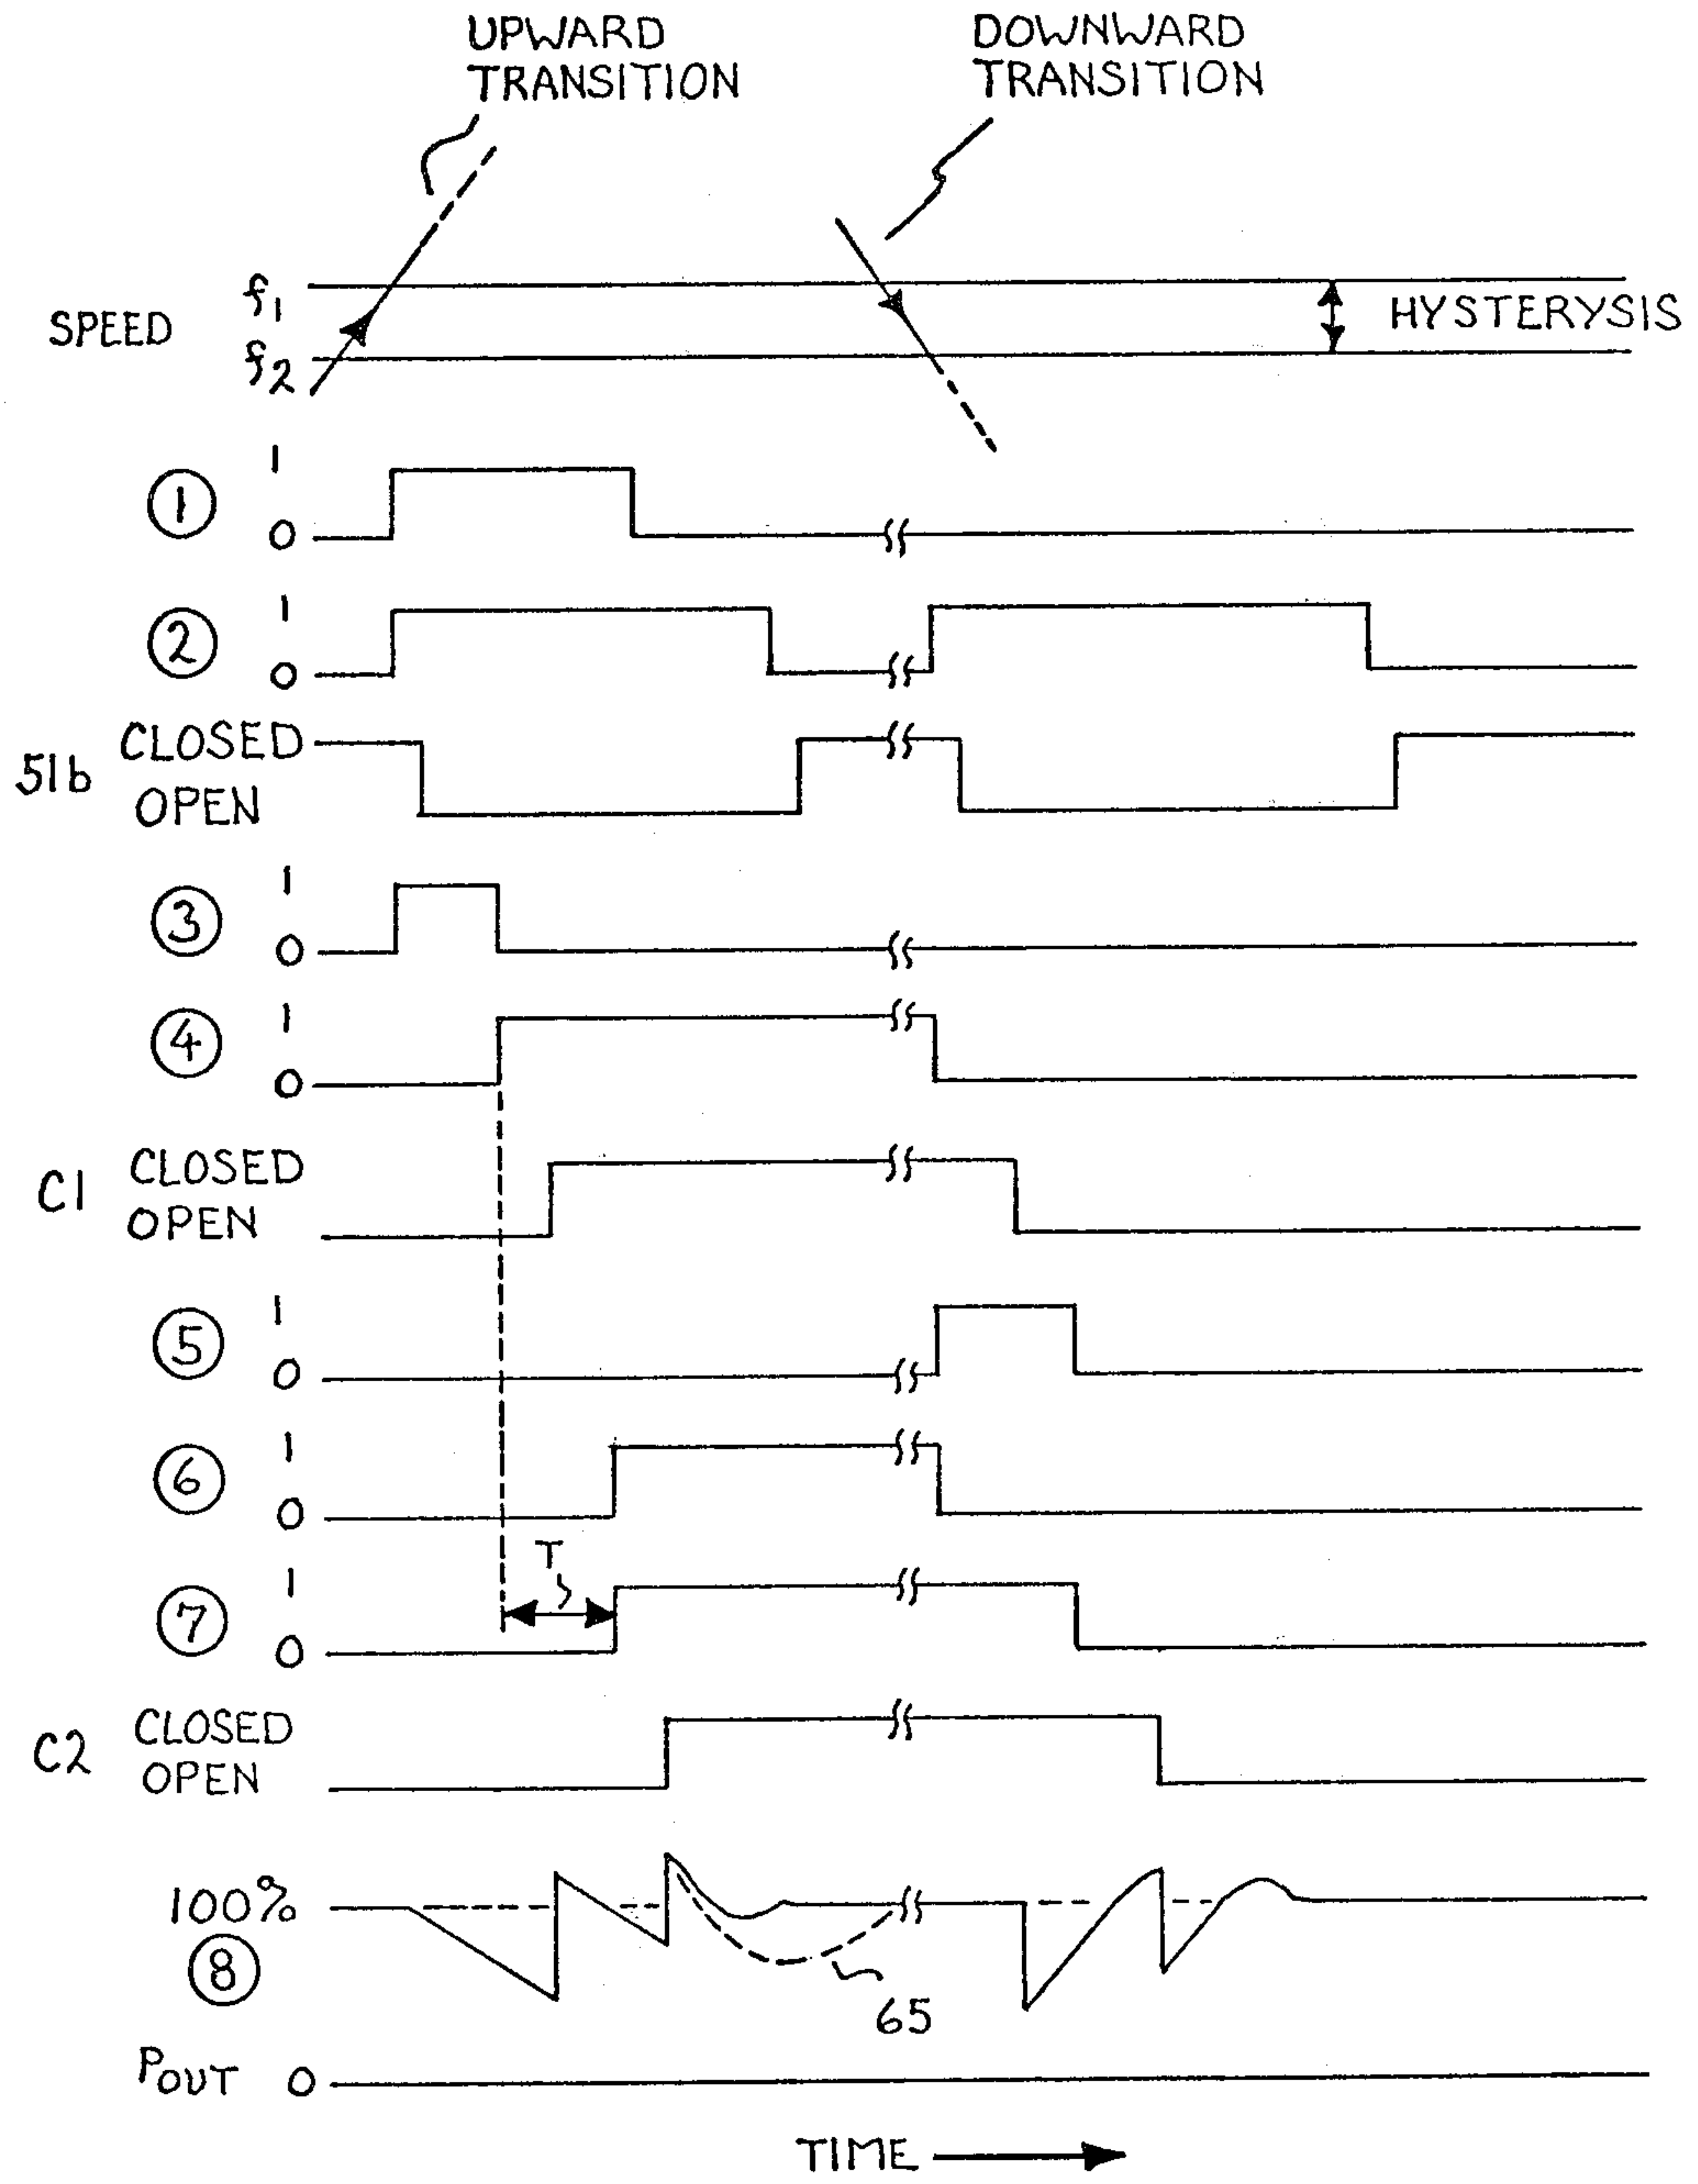 UPWARD
TRANSITION
DOWNWARD
TRANSITION
SPEED
f1
f2
HYSTERYSIS
1
1
0
2
1
0
51b
CLOSED
OPEN
3
1
0
4
1
0
C1
CLOSED
OPEN
5
1
0
6
1
0
T
7
1
0
C2
CLOSED
OPEN
100%
8
65
POUT 0
TIME